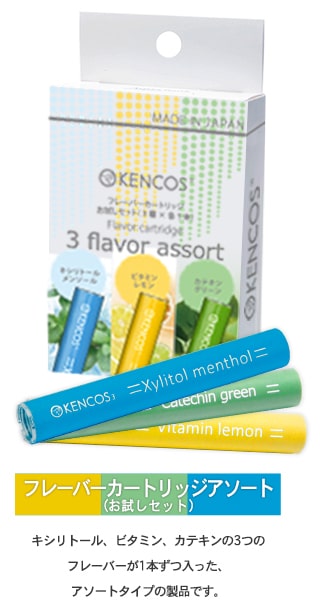 MADE IN JAPAN
KENCOS
フレーバーカートリッジ
Flavor cartridge
3 flavor assort
キシリトール
メンソール
ビタミン
レモン
カテキン
グリーン
KENCOS
KENCOS
KENCOS
KENCOS3
KENCOS3 =Xylitol menthol=
Catechin green =
Vitamin lemon =
フレーバーカートリッジアソート
(お試しセット)
キシリトール、ビタミン、カテキンの3つの
フレーバーが1本ずつ入った、
アソートタイプの製品です。